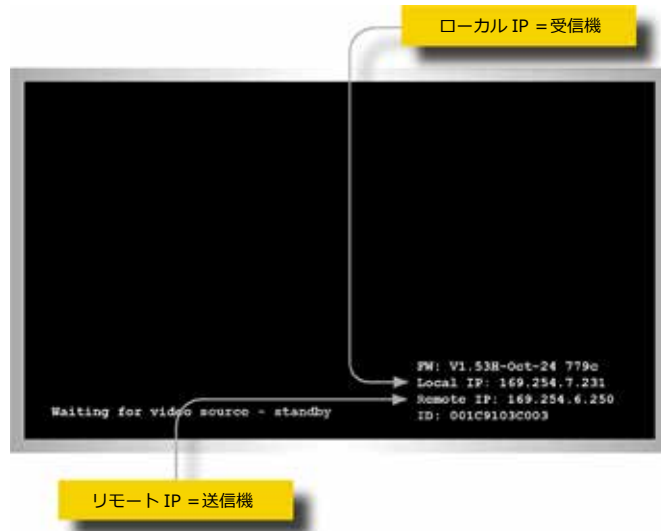 ローカル IP =受信機
FW: V1.53H-Oct-24 779c
Local IP: 169.254.7.231
Remote IP: 169.254.6.250
Waiting for video source - standby
ID: 001C9103C003
リモート IP =送信機